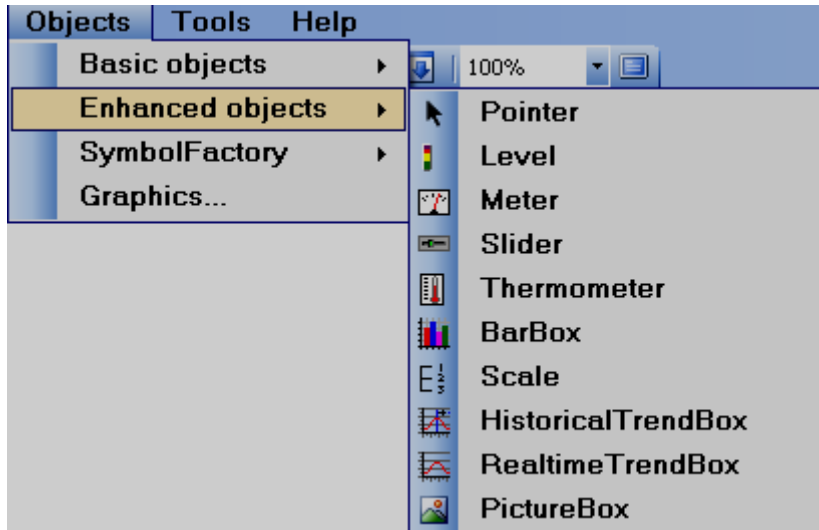 Objects Tools Help
Basic objects
100%
Enhanced objects
SymbolFactory
Graphics...
Pointer
Level
Meter
Slider
Thermometer
BarBox
Scale
HistoricalTrendBox
RealtimeTrendBox
PictureBox